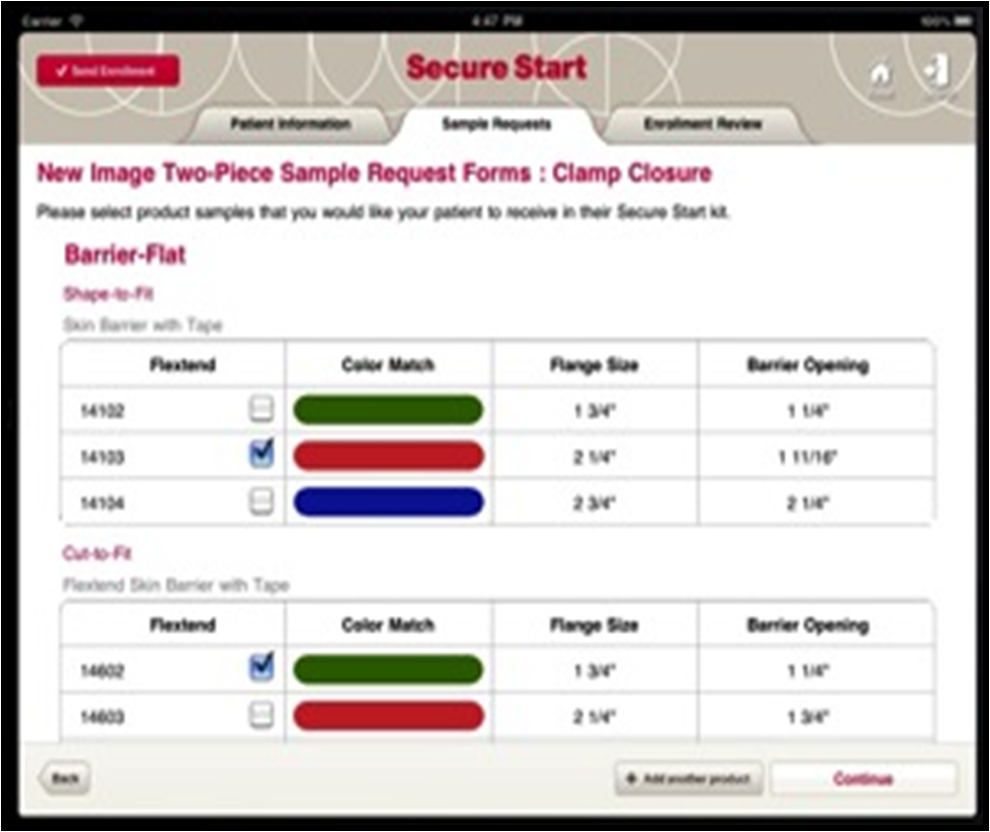 Carrier 4:47 PM 100%
✓ Send Enrollment
Secure Start
Patient Information Sample Requests Enrollment Review
New Image Two-Piece Sample Request Forms : Clamp Closure
Please select product samples that you would like your patient to receive in their Secure Start kit.
Barrier-Flat
Shape-to-Fit
Skin Barrier with Tape
Flextend Color Match Flange Size Barrier Opening
14102 1 3/4" 1 1/4"
14103 2 1/4" 1 11/16"
14104 2 3/4" 2 1/4"
Cut-to-Fit
Flextend Skin Barrier with Tape
Flextend Color Match Flange Size Barrier Opening
14602 1 3/4" 1 1/4"
14603 2 1/4" 1 3/4"
Back + Add another product Continue